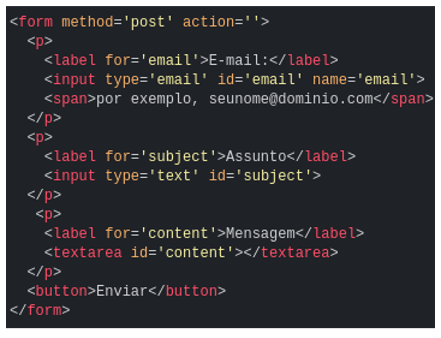 <form method='post' action=''>
  <p>
    <label for='email'>E-mail:</label>
    <input type='email' id='email' name='email'>
    <span>por exemplo, seunome@dominio.com</span>
  </p>
  <p>
    <label for='subject'>Assunto</label>
    <input type='text' id='subject'>
  </p>
   <p>
    <label for='content'>Mensagem</label>
    <textarea id='content'></textarea>
  </p>
  <button>Enviar</button>
</form>